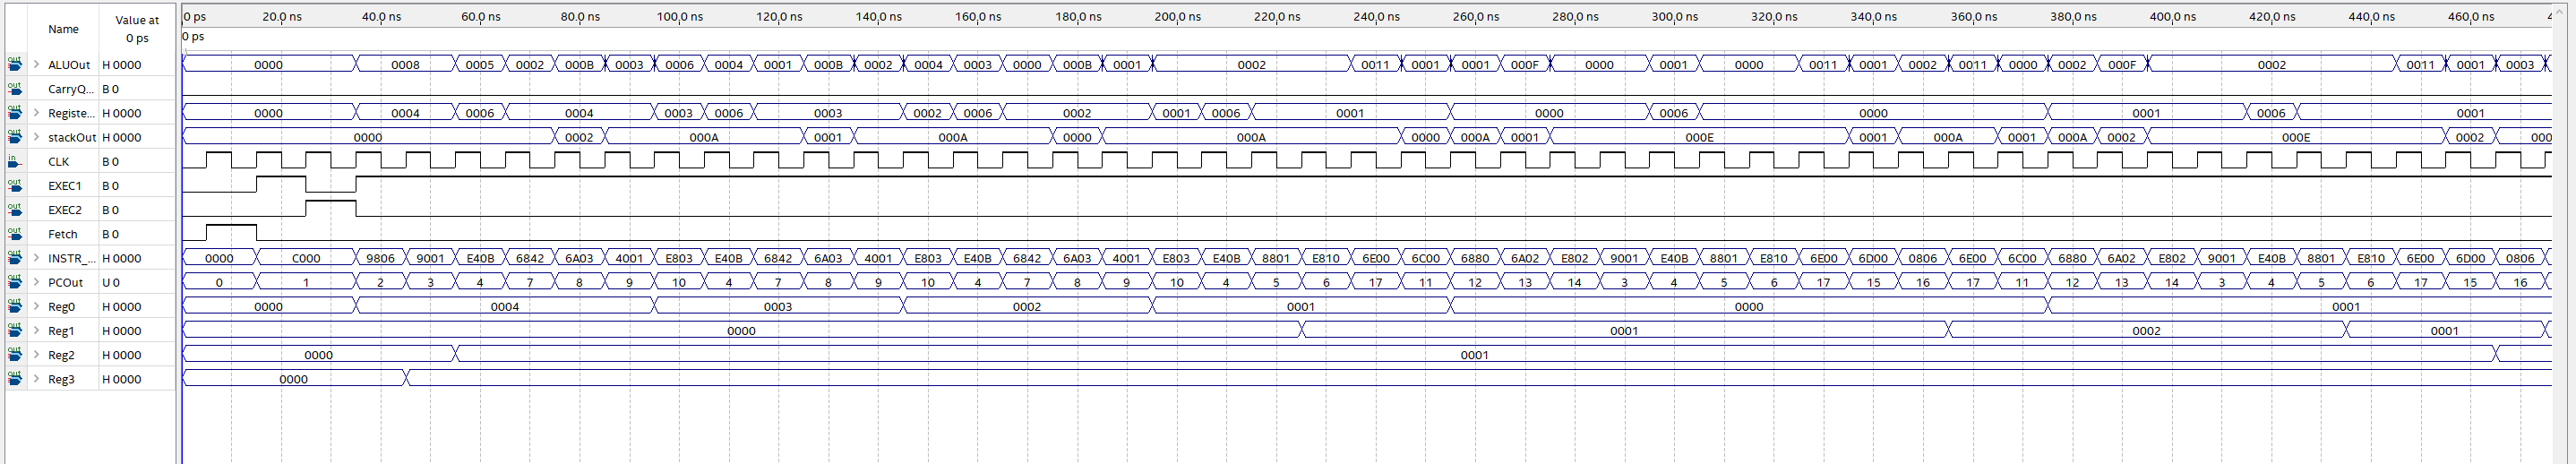 Name Value at 0 ps
0 ps 20.0 ns 40.0 ns 60.0 ns 80.0 ns 100.0 ns 120.0 ns 140.0 ns 160.0 ns 180.0 ns 200.0 ns 220.0 ns 240.0 ns 260.0 ns 280.0 ns 300.0 ns 320.0 ns 340.0 ns 360.0 ns 380.0 ns 400.0 ns 420.0 ns 440.0 ns 460.0 ns
0 ps
out ALUOut H 0000 0000 0008 0005 0002 000B 0003 0006 0004 0001 000B 0002 0004 0003 0000 000B 0001 0002 0011 0001 0001 000F 0000 0001 0000 0011 0001 0002 0011 0000 0002 000F 0002 0011 0001 0003
out CarryQ... B 0
out Registe... H 0000 0000 0004 0006 0004 0003 0006 0003 0002 0006 0002 0001 0006 0001 0000 0006 0000 0001 0006 0001
out stackOut H 0000 0000 0002 000A 0001 000A 0000 000A 0000 000A 0001 000E 0001 000A 0001 000A 0002 000E 0002 000
in CLK B 0
out EXEC1 B 0
out EXEC2 B 0
out Fetch B 0
out INSTR_... H 0000 0000 C000 9806 9001 E40B 6842 6A03 4001 E803 E40B 6842 6A03 4001 E803 E40B 6842 6A03 4001 E803 E40B 8801 E810 6E00 6C00 6880 6A02 E802 9001 E40B 8801 E810 6E00 6D00 0806 6E00 6C00 6880 6A02 E802 9001 E40B 8801 E810 6E00 6D00 0806
out PCOut U 0 0 1 2 3 4 7 8 9 10 4 7 8 9 10 4 7 8 9 10 4 5 6 17 11 12 13 14 3 4 5 6 17 15 16 17 11 12 13 14 3 4 5 6 17 15 16
out Reg0 H 0000 0000 0004 0003 0002 0001 0000 0001
out Reg1 H 0000 0000 0001 0002 0001
out Reg2 H 0000 0000 0001
out Reg3 H 0000 0000